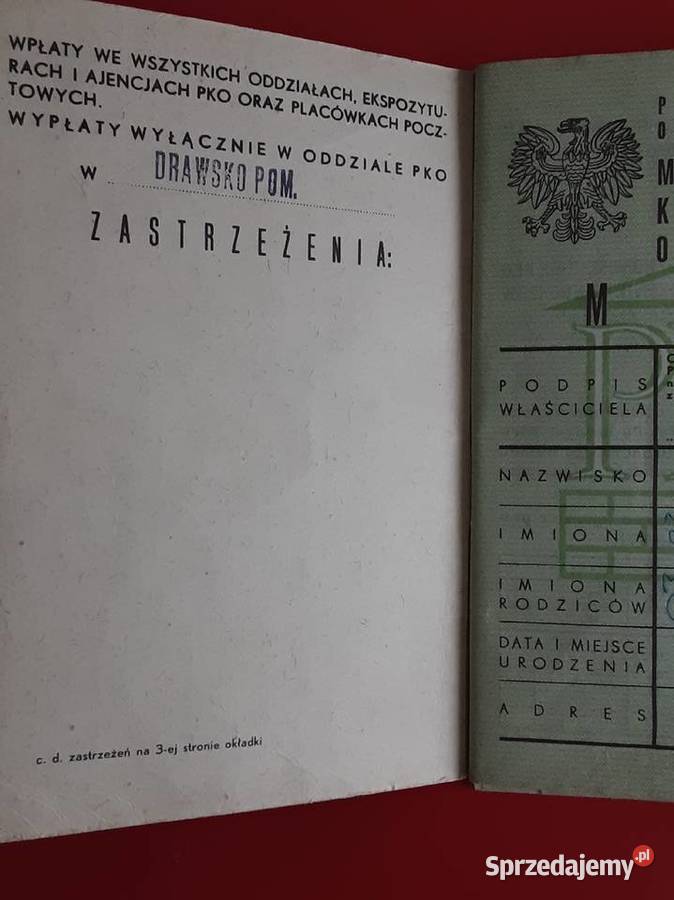 WPŁATY WE WSZYSTKICH ODDZIAŁACH, EKSPOZYTU-
RACH I AJENCJACH PKO ORAZ PLACÓWKACH POCZ-
TOWYCH.
WYPŁATY WYŁĄCZNIE W ODDZIALE PKO
W DRAWSKO POM.
ZASTRZEŻENIA:
c. d. zastrzeżeń na 3-ej stronie okładki
P
PO
M
K
O
M
PODPIS
WŁAŚCICIELA
NAZWISKO
IMIONA
IMIONA
RODZICÓW
DATA I MIEJSCE
URODZENIA
ADRES
Sprzedajemy.pl